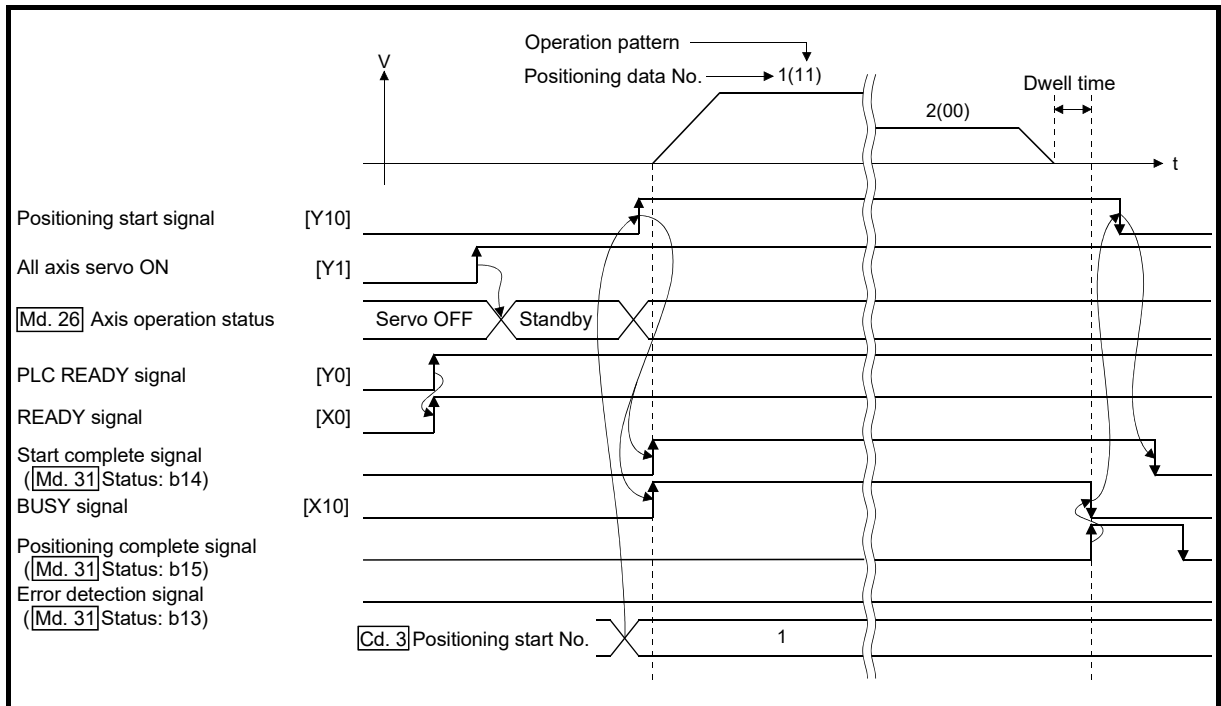 Operation pattern
V
Positioning data No. 1(11)
Dwell time
2(00)
t
Positioning start signal [Y10]
All axis servo ON [Y1]
Md. 26 Axis operation status Servo OFF Standby
PLC READY signal [Y0]
READY signal [X0]
Start complete signal
(Md. 31 Status: b14)
BUSY signal [X10]
Positioning complete signal
(Md. 31 Status: b15)
Error detection signal
(Md. 31 Status: b13)
Cd. 3 Positioning start No. 1